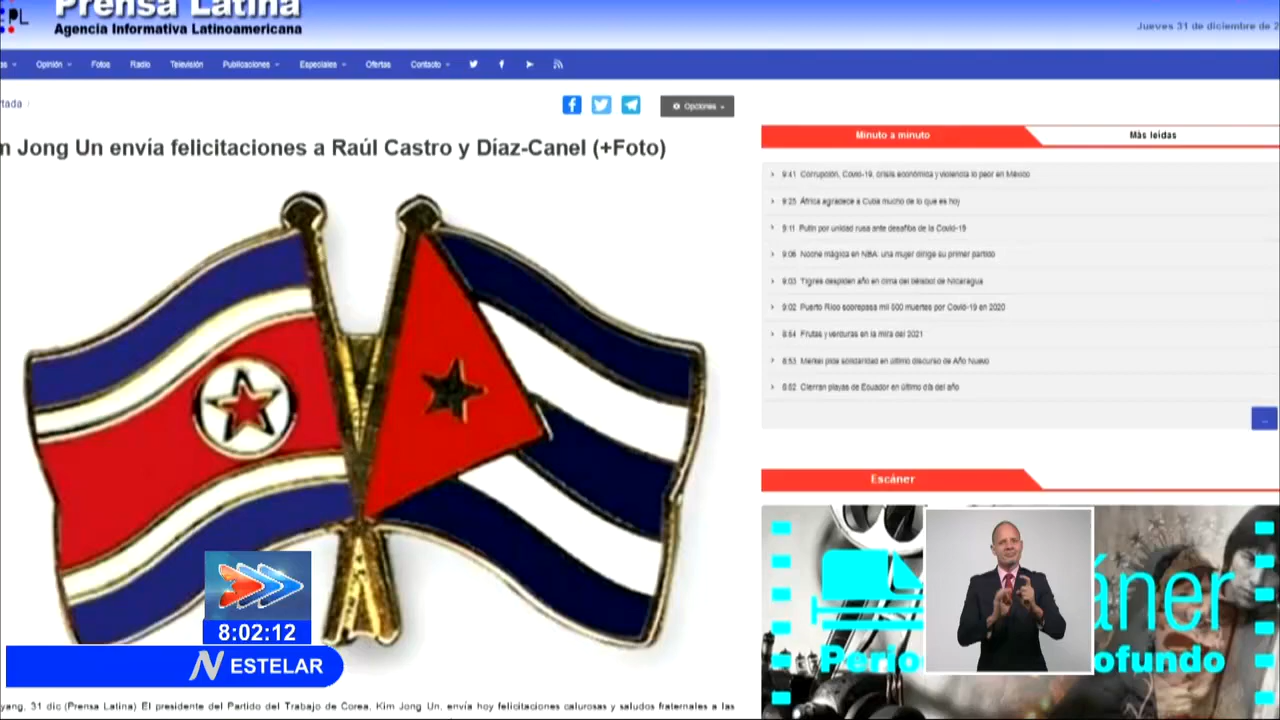 Prensa Latina
Agencia Informativa Latinoamericana
Jueves 31 de diciembre de 2
Opinión
Fotos
Radio
Televisión
Publicaciones
Especiales
Ofertas
Contacto
Opciones
n Jong Un envía felicitaciones a Raúl Castro y Díaz-Canel (+Foto)
Minuto a minuto
Más leídas
9:41 Corrupción, Covid-19, crisis económica y violencia lo peor en México
9:25 África agradece a Cuba mucho de lo que es hoy
9:11 Putin por unidad rusa ante desafíos de la Covid-19
9:06 Noche mágica en NBA: una mujer dirige su primer partido
9:03 Tigres despiden año en cima del béisbol de Nicaragua
9:02 Puerto Rico sobrepasa mil 500 muertes por Covid-19 en 2020
8:54 Frutas y verduras en la mira del 2021
8:53 Merkel pide solidaridad en último discurso de Año Nuevo
8:52 Cierran playas de Ecuador en último día del año
Escáner
áner
Perio
ofundo
8:02:12
N ESTELAR
yang, 31 dic (Prensa Latina) El presidente del Partido del Trabajo de Corea, Kim Jong Un, envía hoy felicitaciones calurosas y saludos fraternales a las